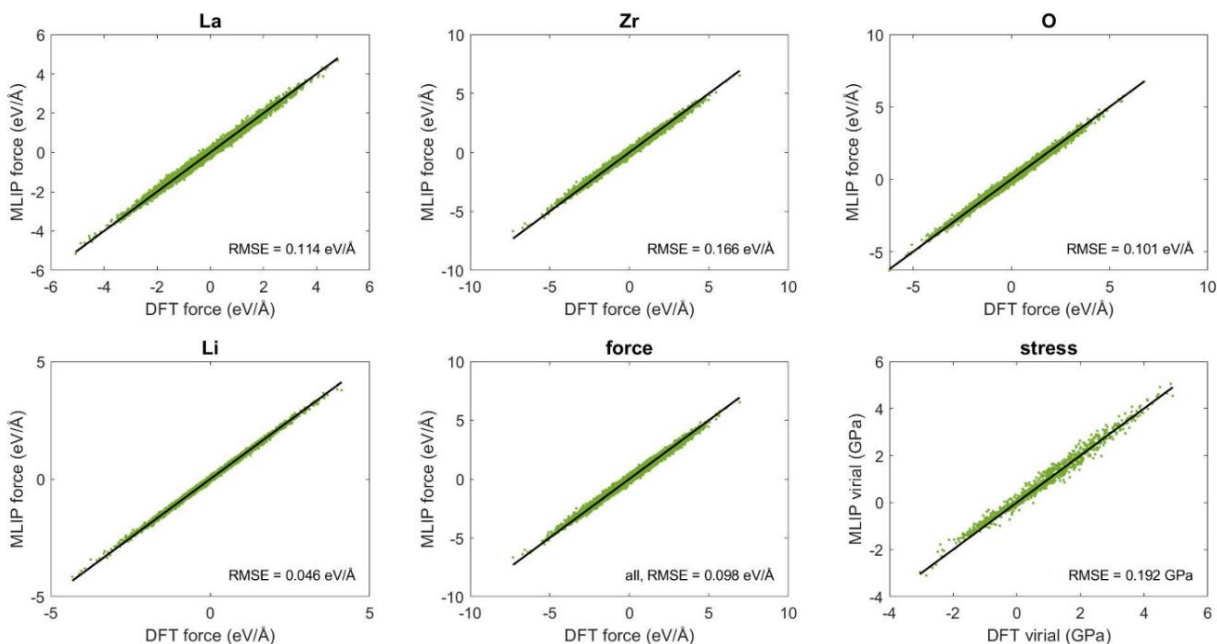 La
6
4
2
0
-2
-4
-6
-6
-4
-2
0
2
4
6
MLIP force (eV/Å)
DFT force (eV/Å)
RMSE = 0.114 eV/Å
Zr
10
5
0
-5
-10
-10
-5
0
5
10
MLIP force (eV/Å)
DFT force (eV/Å)
RMSE = 0.166 eV/Å
O
10
5
0
-5
-5
0
5
10
MLIP force (eV/Å)
DFT force (eV/Å)
RMSE = 0.101 eV/Å
Li
5
0
-5
-5
0
5
MLIP force (eV/Å)
DFT force (eV/Å)
RMSE = 0.046 eV/Å
force
10
5
0
-5
-10
-10
-5
0
5
10
MLIP force (eV/Å)
DFT force (eV/Å)
all, RMSE = 0.098 eV/Å
stress
6
4
2
0
-2
-4
-4
-2
0
2
4
6
MLIP virial (GPa)
DFT virial (GPa)
RMSE = 0.192 GPa